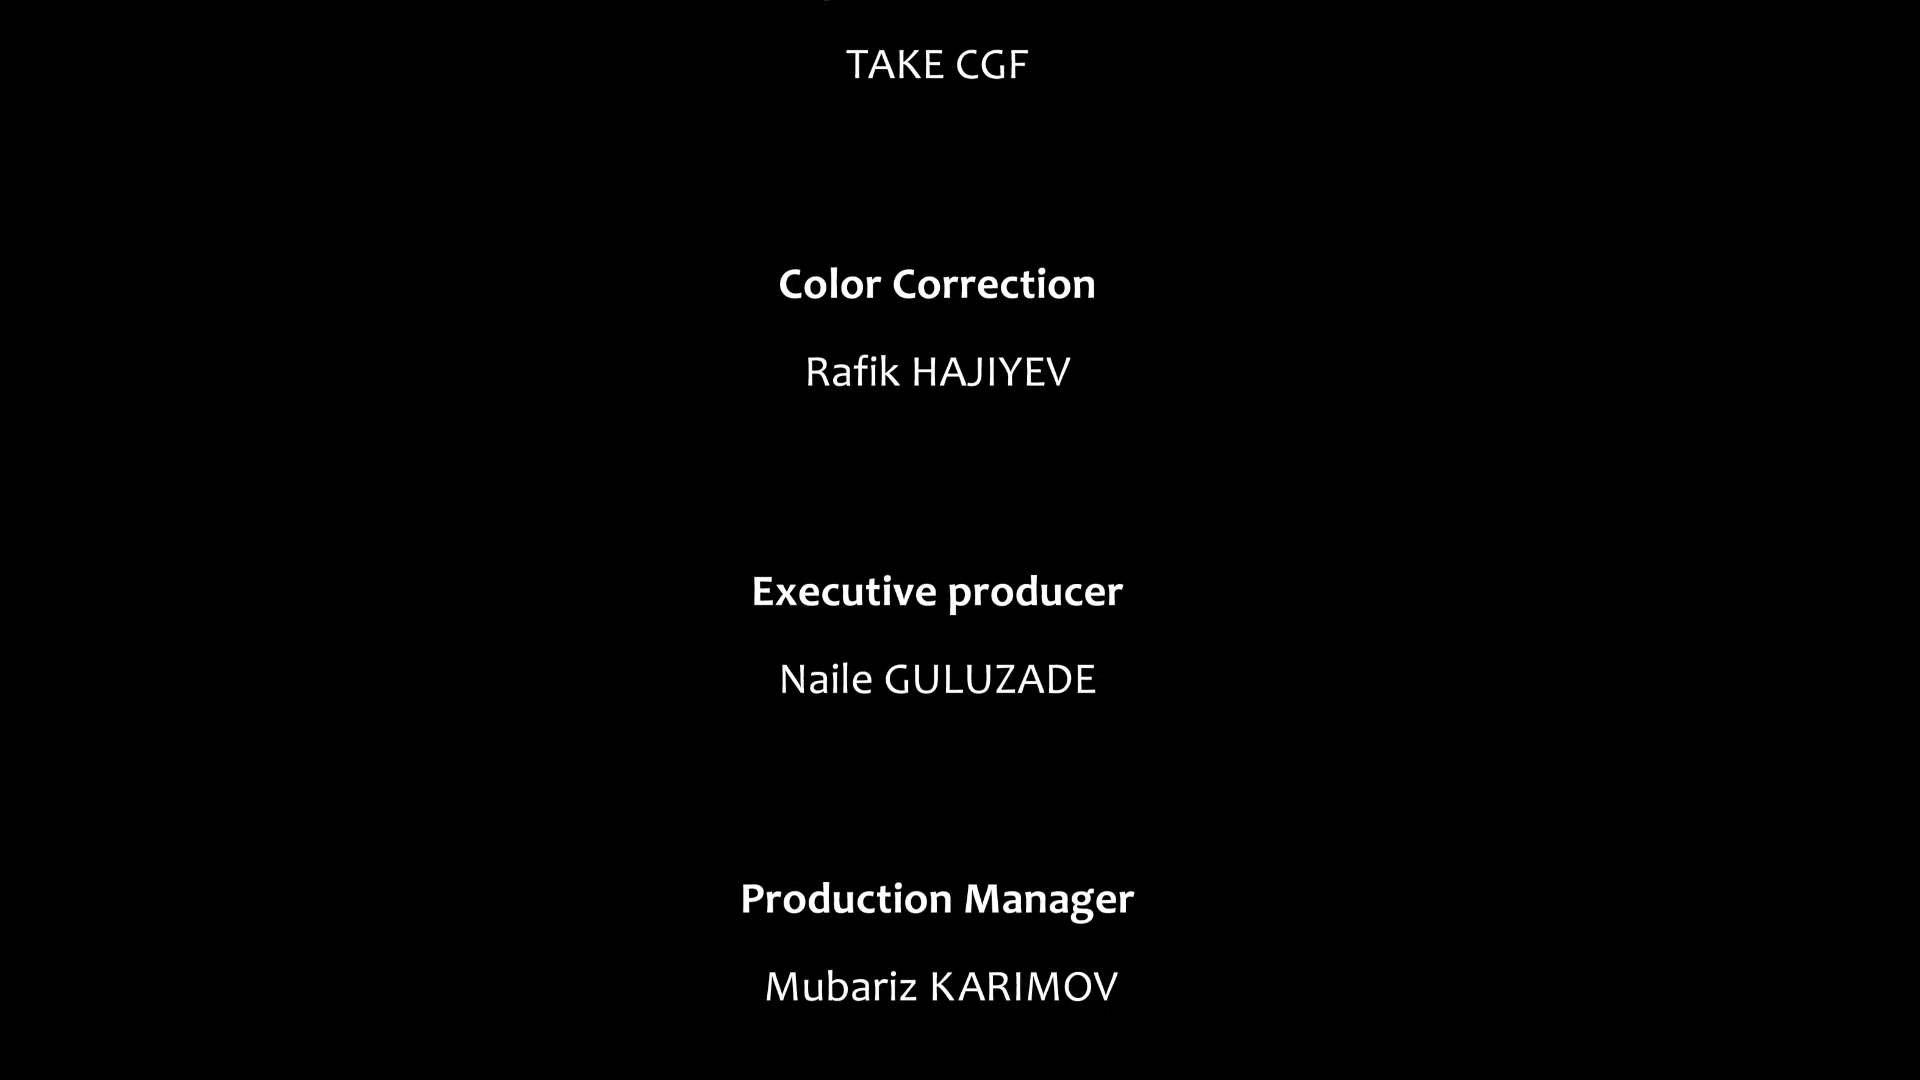 TAKE CGF
Color Correction
Rafik HAJIYEV
Executive producer
Naile GULUZADE
Production Manager
Mubariz KARIMOV